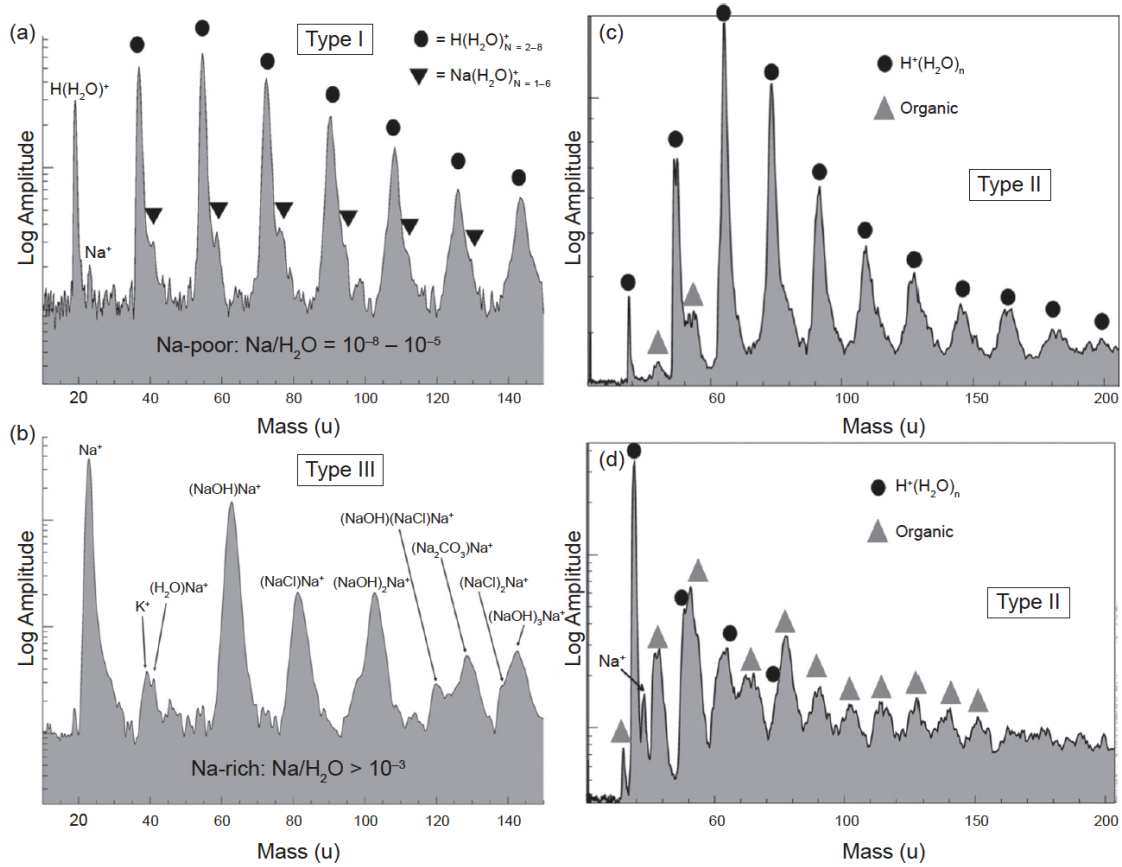 (a)
Type I
● = H(H₂O)⁺N = 2–8
▼ = Na(H₂O)⁺N = 1–6
H(H₂O)⁺
Na⁺
Na-poor: Na/H₂O = 10⁻⁸ – 10⁻⁵
Log Amplitude
20 40 60 80 100 120 140
Mass (u)
(c)
H⁺(H₂O)n
Organic
Type II
Log Amplitude
60 100 200
Mass (u)
(b)
Na⁺
Type III
(NaOH)Na⁺
(NaOH)(NaCl)Na⁺
(Na₂CO₃)Na⁺
K⁺
(H₂O)Na⁺
(NaCl)Na⁺
(NaOH)₂Na⁺
(NaCl)₂Na⁺
(NaOH)₃Na⁺
Na-rich: Na/H₂O > 10⁻³
Log Amplitude
20 40 60 80 100 120 140
Mass (u)
(d)
H⁺(H₂O)n
Organic
Type II
Na⁺
Log Amplitude
60 100 200
Mass (u)